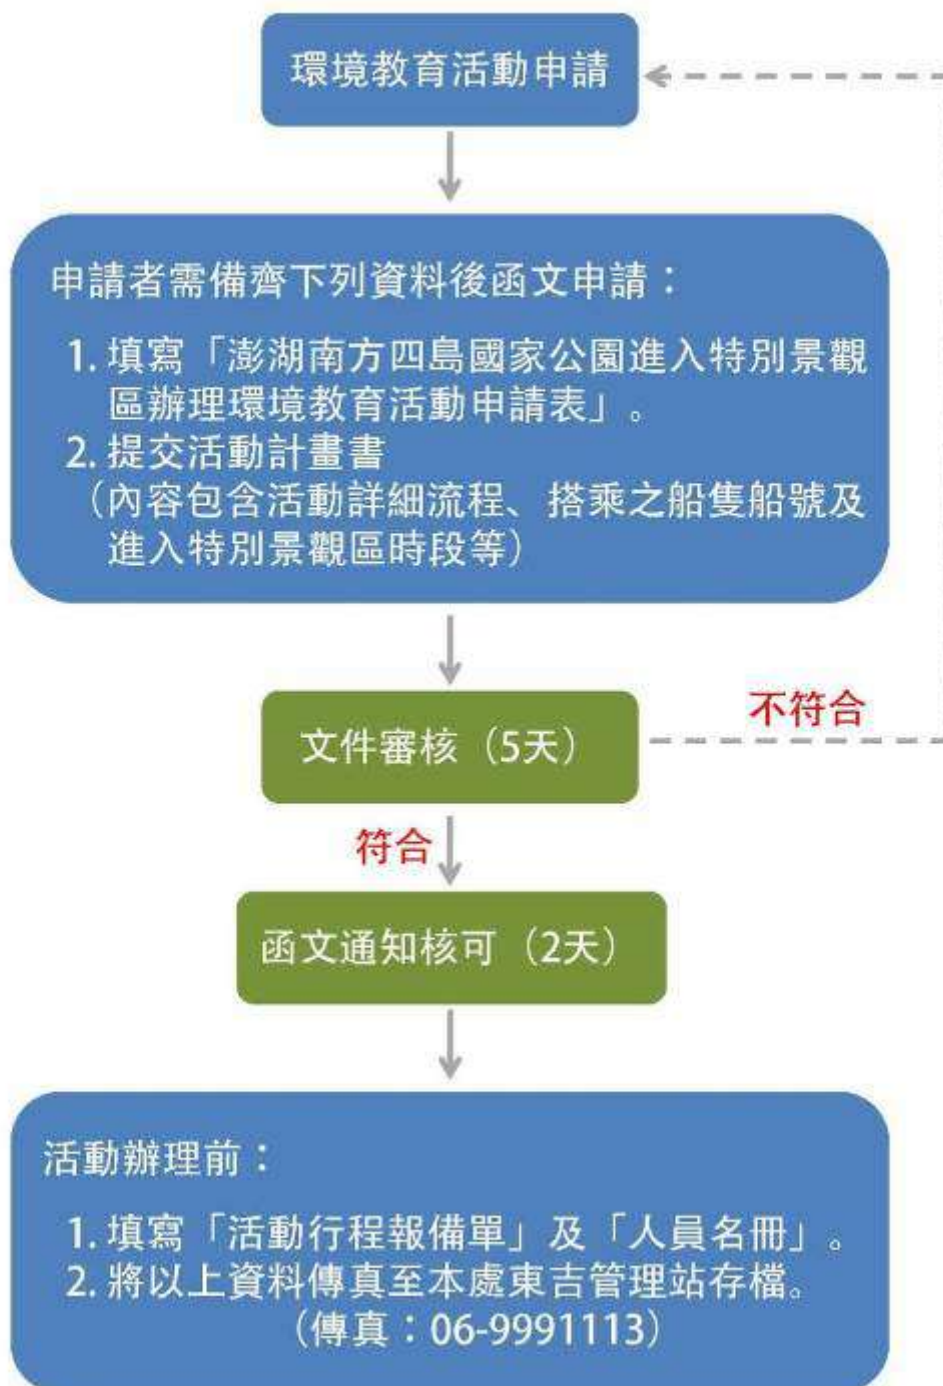 環境教育活動申請
申請者需備齊下列資料後函文申請：
1. 填寫「澎湖南方四島國家公園進入特別景觀
區辦理環境教育活動申請表」。
2. 提交活動計畫書
（內容包含活動詳細流程、搭乘之船隻船號及
進入特別景觀區時段等）
不符合
文件審核（5天）
符合
函文通知核可（2天）
活動辦理前：
1. 填寫「活動行程報備單」及「人員名冊」。
2. 將以上資料傳真至本處東吉管理站存檔。
（傳真：06-9991113）